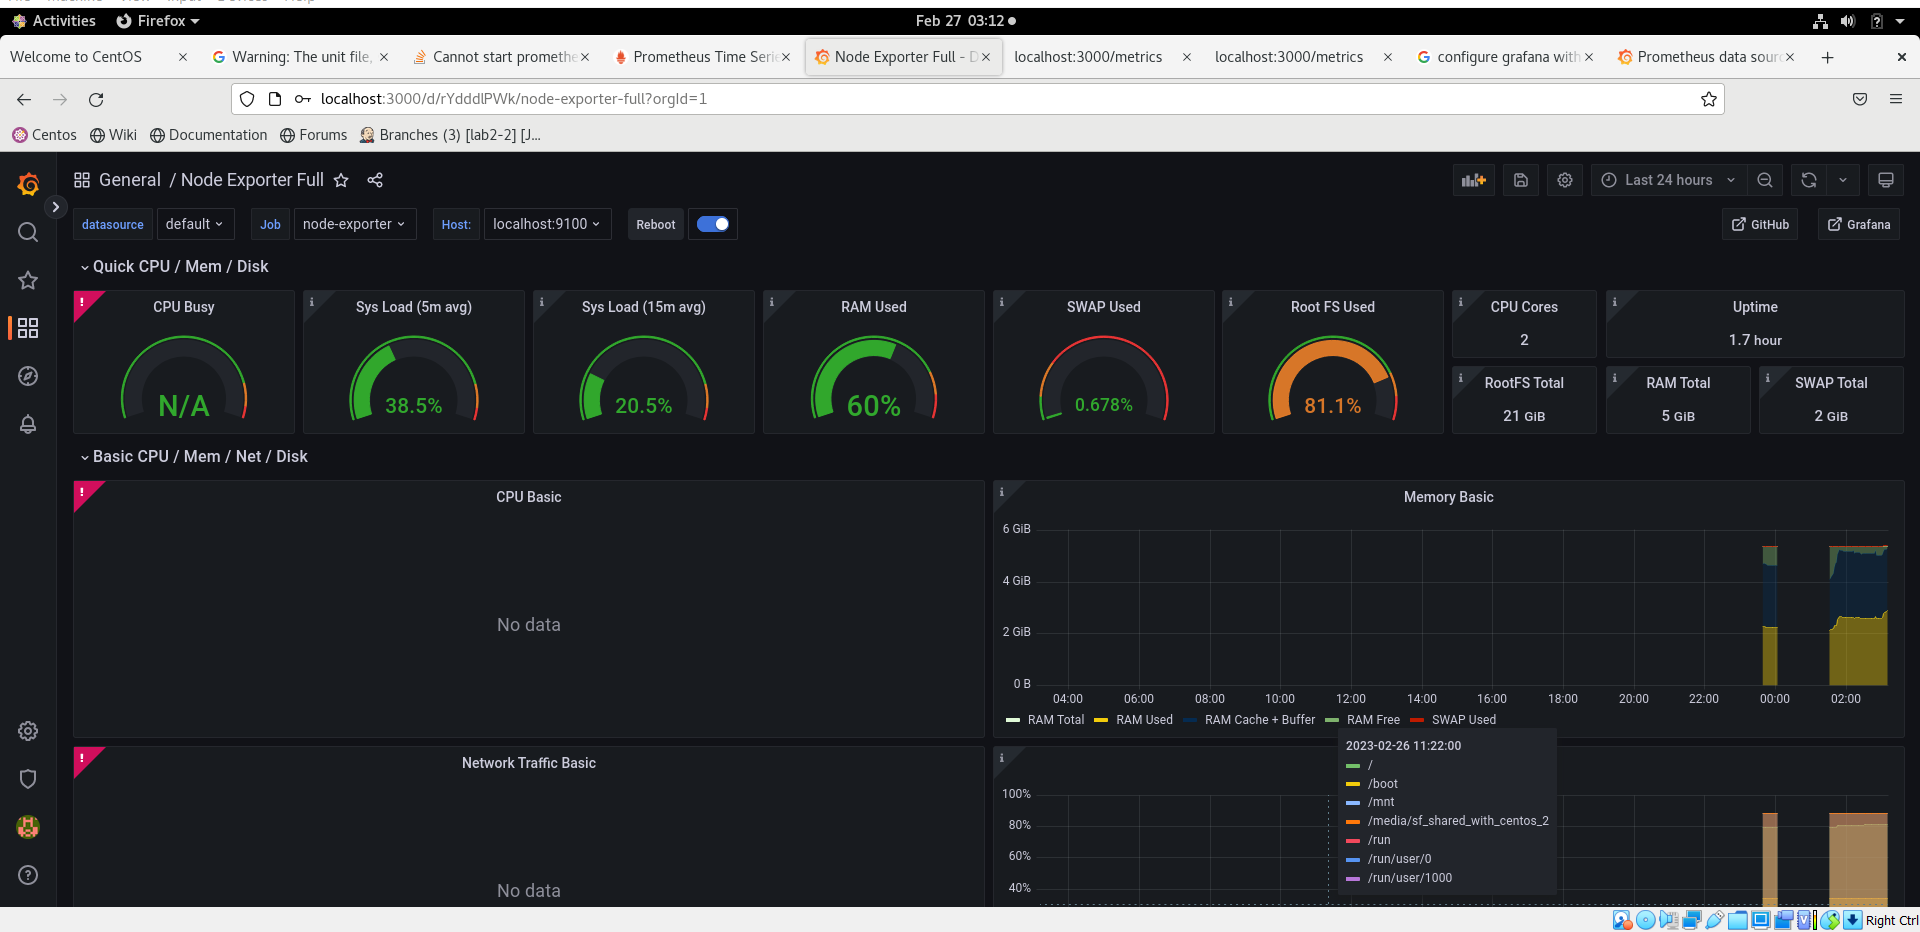 Activities Firefox Feb 27 03:12
Welcome to CentOS Warning: The unit file, Cannot start promethe Prometheus Time Seri Node Exporter Full - D localhost:3000/metrics localhost:3000/metrics configure grafana with Prometheus data sour
localhost:3000/d/rYdddlPWk/node-exporter-full?orgId=1
Centos Wiki Documentation Forums Branches (3) [lab2-2] [J...
General / Node Exporter Full Last 24 hours
datasource default Job node-exporter Host: localhost:9100 Reboot GitHub Grafana
Quick CPU / Mem / Disk
CPU Busy Sys Load (5m avg) Sys Load (15m avg) RAM Used SWAP Used Root FS Used CPU Cores Uptime
2 1.7 hour
RootFS Total RAM Total SWAP Total
N/A 38.5% 20.5% 60% 0.678% 81.1% 21 GiB 5 GiB 2 GiB
Basic CPU / Mem / Net / Disk
CPU Basic Memory Basic
6 GiB
4 GiB
No data
2 GiB
0 B
04:00 06:00 08:00 10:00 12:00 14:00 16:00 18:00 20:00 22:00 00:00 02:00
RAM Total RAM Used RAM Cache + Buffer RAM Free SWAP Used
2023-02-26 11:22:00
Network Traffic Basic /
/boot
100%
/mnt
80% /media/sf_shared_with_centos_2
/run
60% /run/user/0
/run/user/1000
No data 40%
Right Ctrl